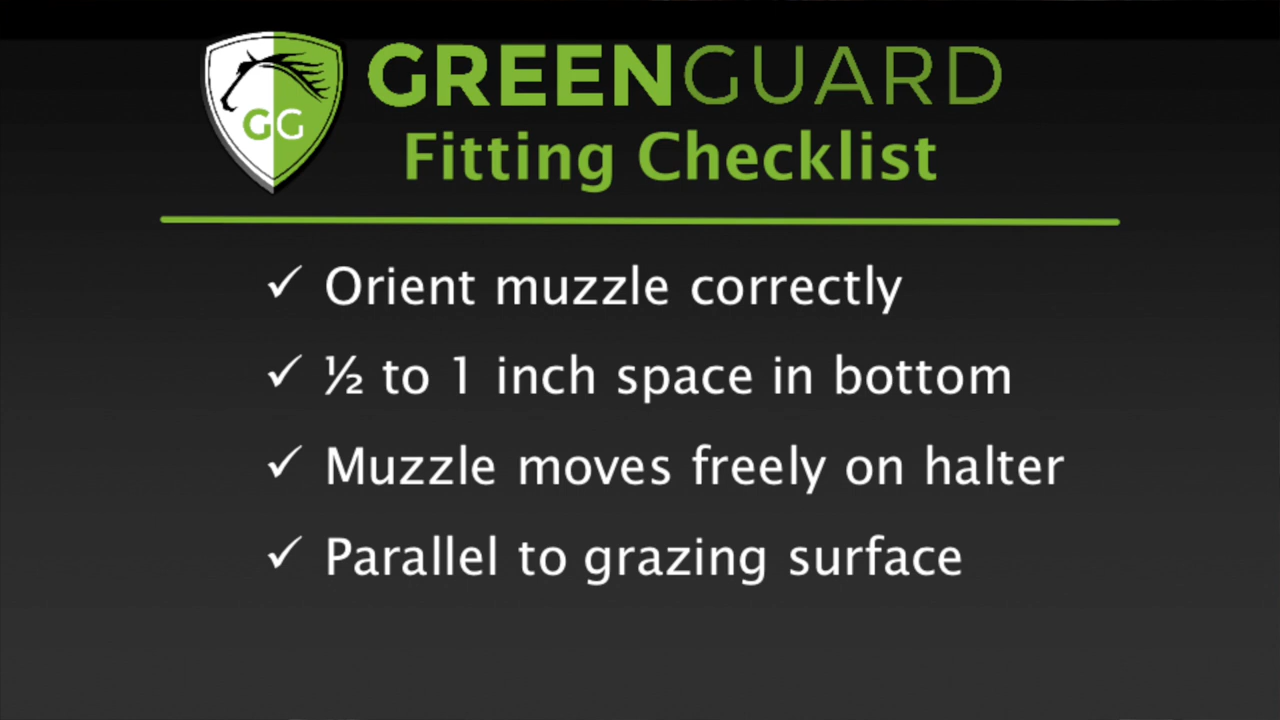 GG
GREENGUARD
Fitting Checklist
✓ Orient muzzle correctly
✓ ½ to 1 inch space in bottom
✓ Muzzle moves freely on halter
✓ Parallel to grazing surface